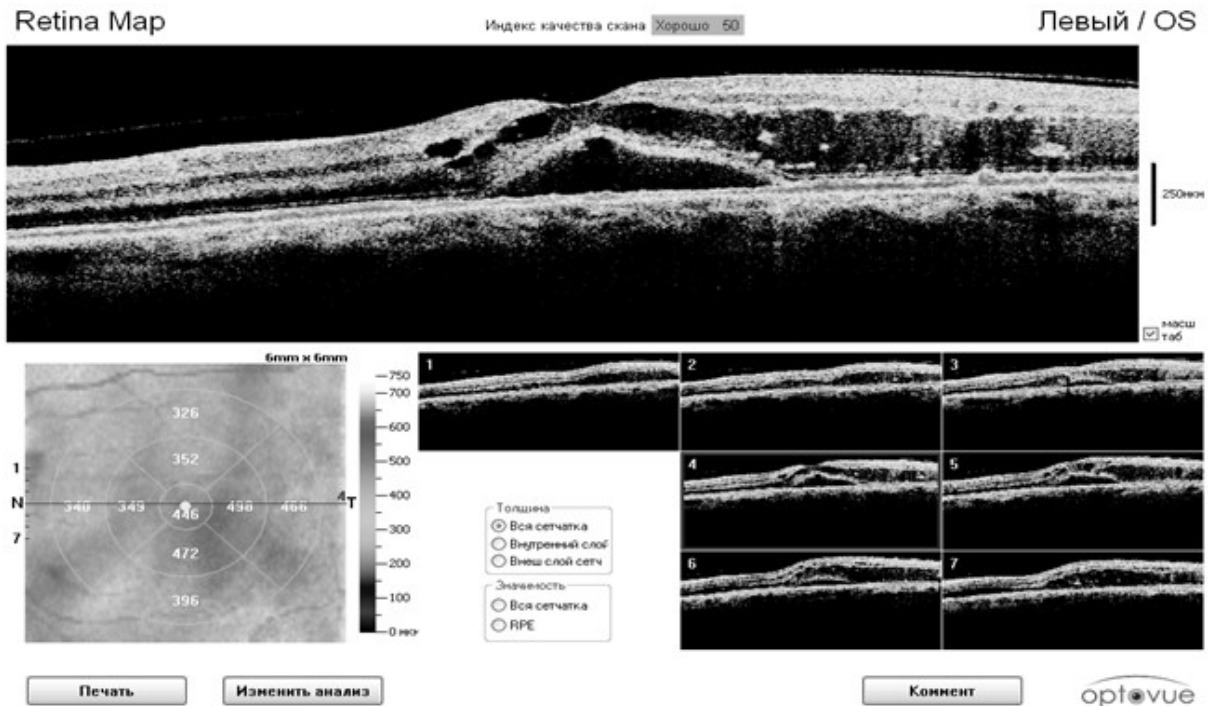 Retina Map
Индекс качества скана Хорошо 50
Левый / OS
250мкм
масш
таб
6mm x 6mm
326
352
1
N 340 349 446 498 466 4 T
7
472
396
750
700
600
500
400
300
200
100
0 мкм
1
2
3
4
5
6
7
Толщина
Вся сетчатка
Внутренний слой
Внеш слой сетч
Значимость
Вся сетчатка
RPE
Печать
Изменить анализ
Коммент
optovue